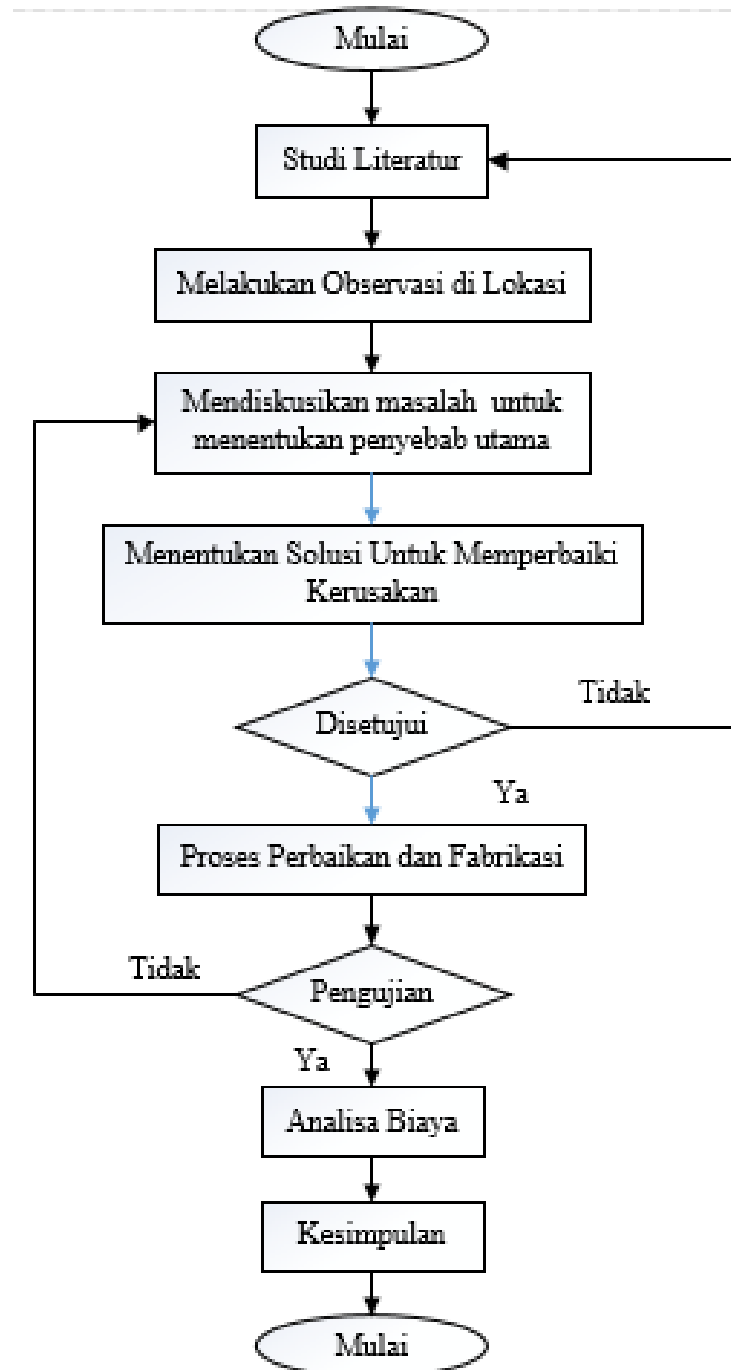 Mulai
Studi Literatur
Melakukan Observasi di Lokasi
Mendiskusikan masalah untuk
menentukan penyebab utama
Menentukan Solusi Untuk Memperbaiki
Kerusakan
Disetujui
Tidak
Ya
Proses Perbaikan dan Fabrikasi
Tidak
Pengujian
Ya
Analisa Biaya
Kesimpulan
Mulai